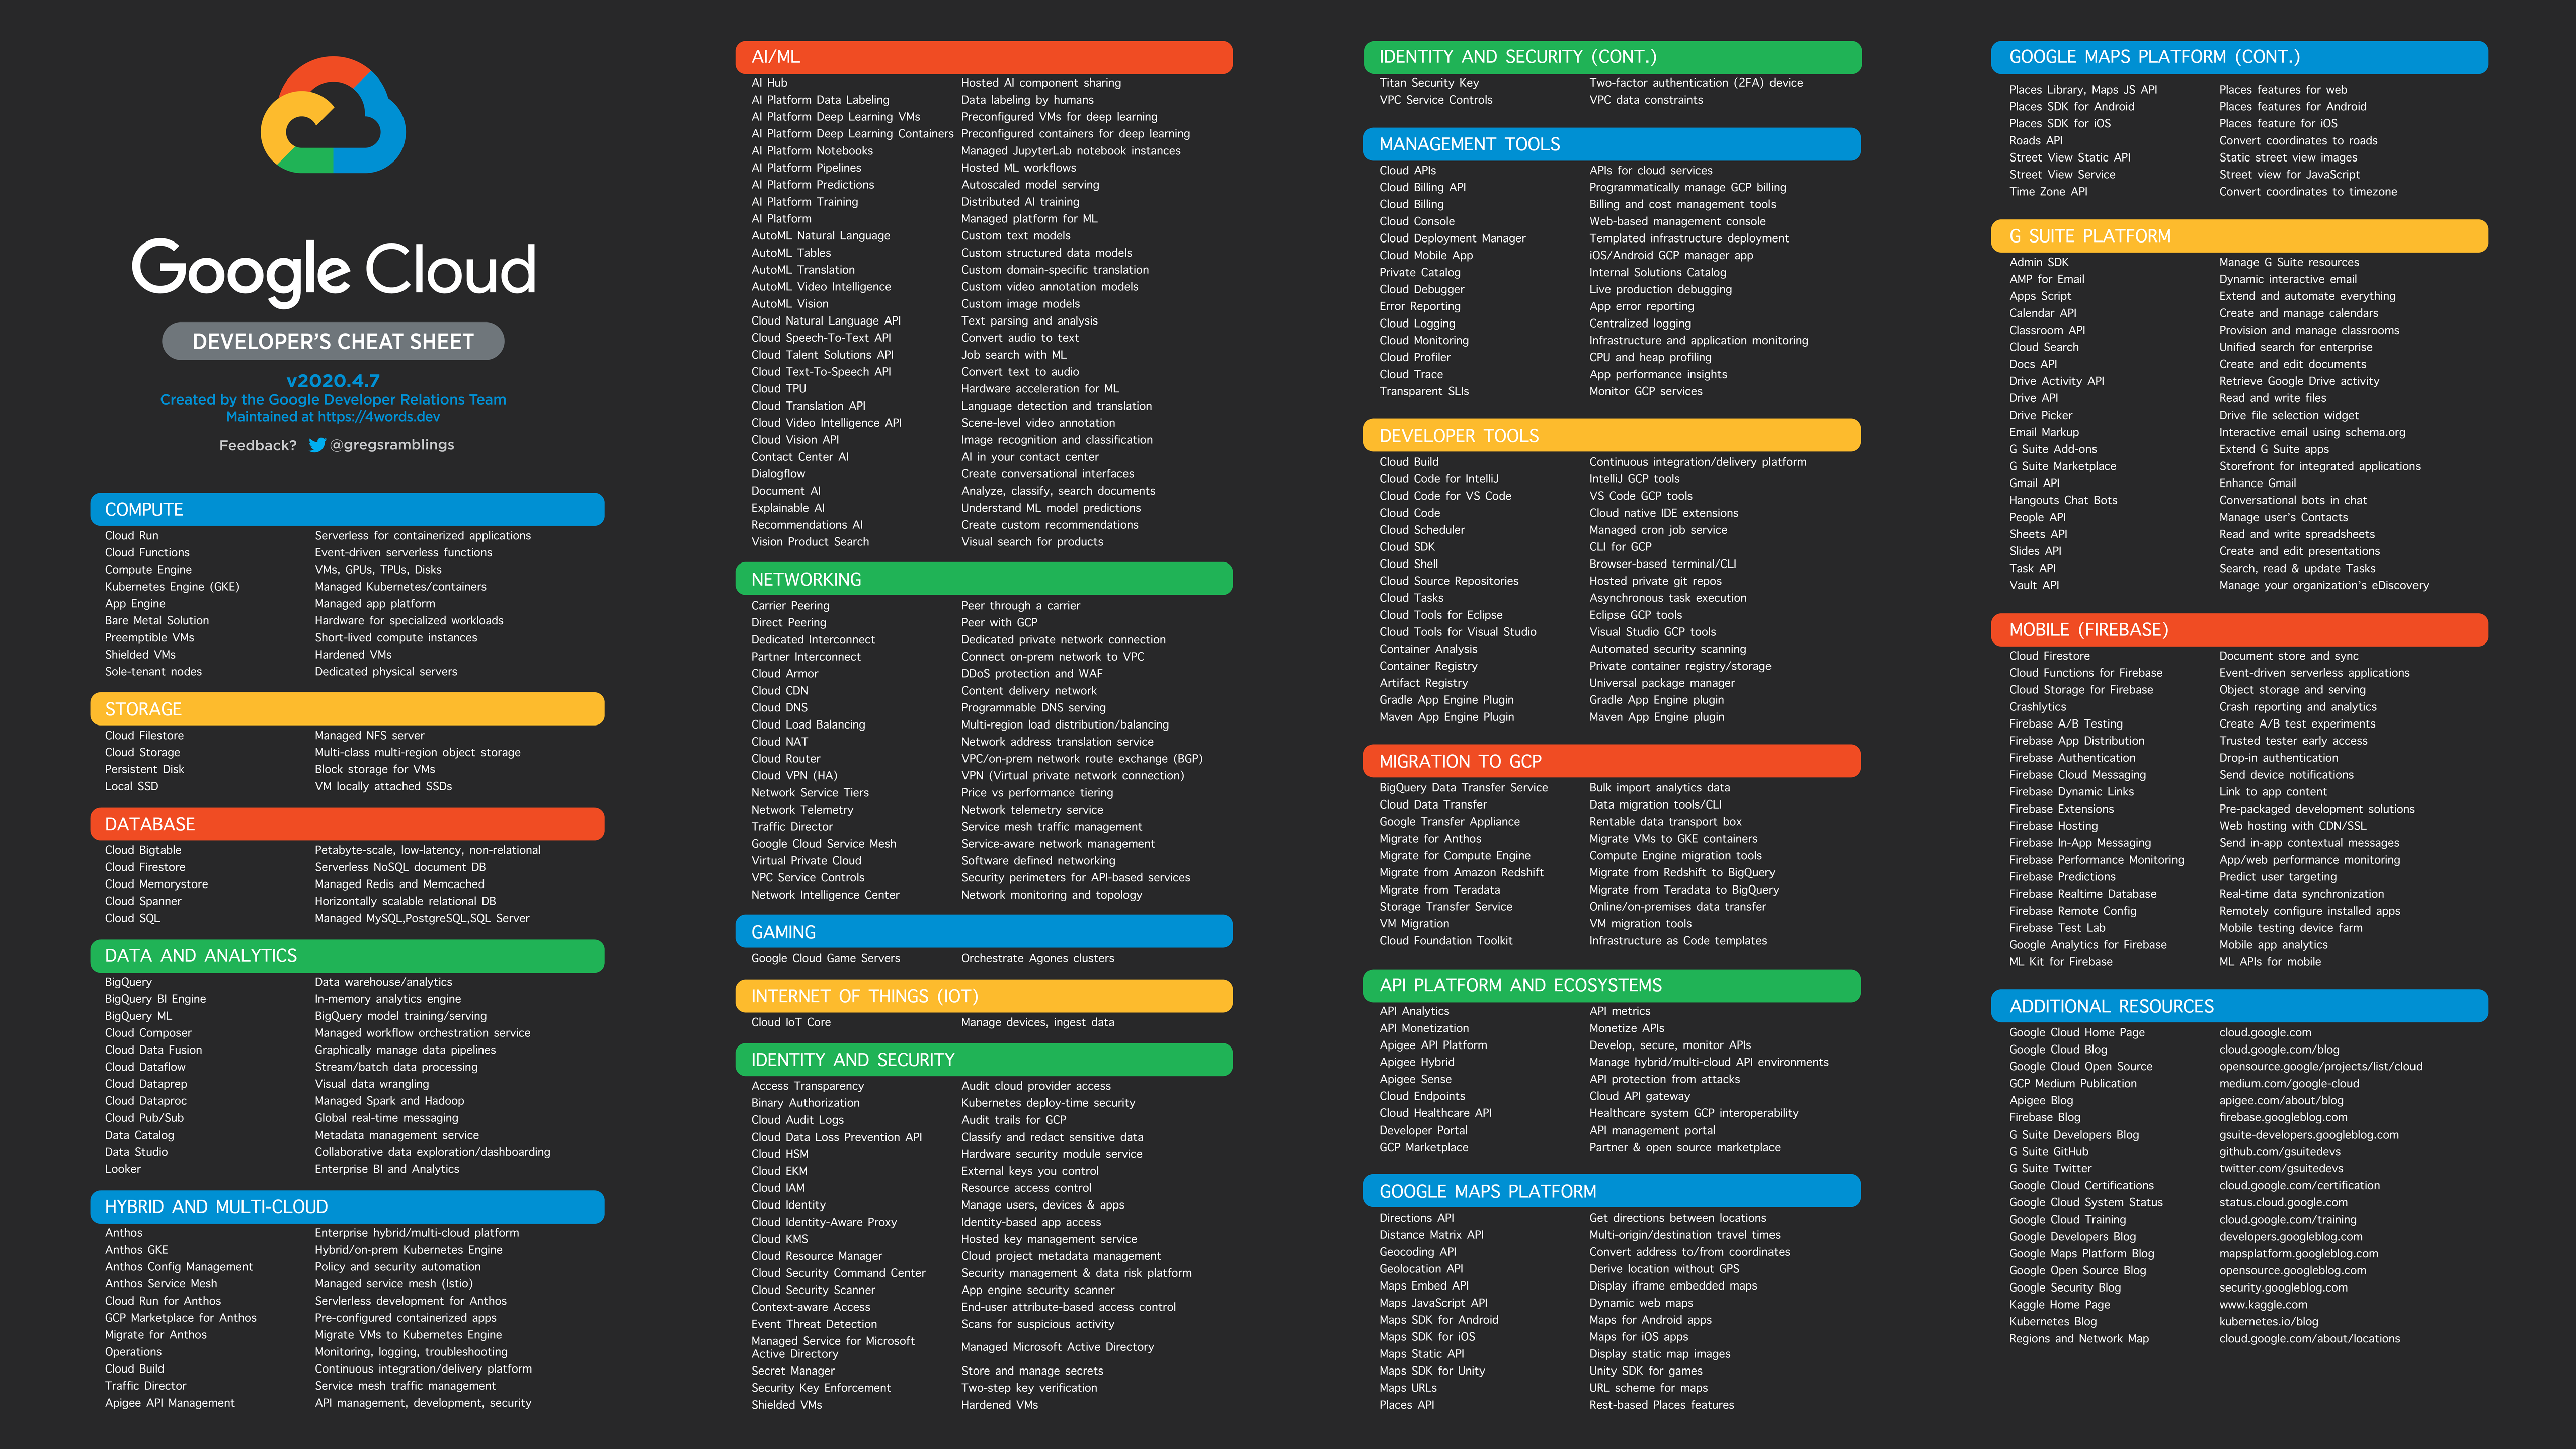 Google Cloud
DEVELOPER'S CHEAT SHEET
v2020.4.7
Created by the Google Developer Relations Team
Maintained at https://4words.dev
Feedback? @gregsramblings
COMPUTE
Cloud Run Serverless for containerized applications
Cloud Functions Event-driven serverless functions
Compute Engine VMs, GPUs, TPUs, Disks
Kubernetes Engine (GKE) Managed Kubernetes/containers
App Engine Managed app platform
Bare Metal Solution Hardware for specialized workloads
Preemptible VMs Short-lived compute instances
Shielded VMs Hardened VMs
Sole-tenant nodes Dedicated physical servers
STORAGE
Cloud Filestore Managed NFS server
Cloud Storage Multi-class multi-region object storage
Persistent Disk Block storage for VMs
Local SSD VM locally attached SSDs
DATABASE
Cloud Bigtable Petabyte-scale, low-latency, non-relational
Cloud Firestore Serverless NoSQL document DB
Cloud Memorystore Managed Redis and Memcached
Cloud Spanner Horizontally scalable relational DB
Cloud SQL Managed MySQL,PostgreSQL,SQL Server
DATA AND ANALYTICS
BigQuery Data warehouse/analytics
BigQuery BI Engine In-memory analytics engine
BigQuery ML BigQuery model training/serving
Cloud Composer Managed workflow orchestration service
Cloud Data Fusion Graphically manage data pipelines
Cloud Dataflow Stream/batch data processing
Cloud Dataprep Visual data wrangling
Cloud Dataproc Managed Spark and Hadoop
Cloud Pub/Sub Global real-time messaging
Data Catalog Metadata management service
Data Studio Collaborative data exploration/dashboarding
Looker Enterprise BI and Analytics
HYBRID AND MULTI-CLOUD
Anthos Enterprise hybrid/multi-cloud platform
Anthos GKE Hybrid/on-prem Kubernetes Engine
Anthos Config Management Policy and security automation
Anthos Service Mesh Managed service mesh (Istio)
Cloud Run for Anthos Servlerless development for Anthos
GCP Marketplace for Anthos Pre-configured containerized apps
Migrate for Anthos Migrate VMs to Kubernetes Engine
Operations Monitoring, logging, troubleshooting
Cloud Build Continuous integration/delivery platform
Traffic Director Service mesh traffic management
Apigee API Management API management, development, security
AI/ML
AI Hub Hosted AI component sharing
AI Platform Data Labeling Data labeling by humans
AI Platform Deep Learning VMs Preconfigured VMs for deep learning
AI Platform Deep Learning Containers Preconfigured containers for deep learning
AI Platform Notebooks Managed JupyterLab notebook instances
AI Platform Pipelines Hosted ML workflows
AI Platform Predictions Autoscaled model serving
AI Platform Training Distributed AI training
AI Platform Managed platform for ML
AutoML Natural Language Custom text models
AutoML Tables Custom structured data models
AutoML Translation Custom domain-specific translation
AutoML Video Intelligence Custom video annotation models
AutoML Vision Custom image models
Cloud Natural Language API Text parsing and analysis
Cloud Speech-To-Text API Convert audio to text
Cloud Talent Solutions API Job search with ML
Cloud Text-To-Speech API Convert text to audio
Cloud TPU Hardware acceleration for ML
Cloud Translation API Language detection and translation
Cloud Video Intelligence API Scene-level video annotation
Cloud Vision API Image recognition and classification
Contact Center AI AI in your contact center
Dialogflow Create conversational interfaces
Document AI Analyze, classify, search documents
Explainable AI Understand ML model predictions
Recommendations AI Create custom recommendations
Vision Product Search Visual search for products
NETWORKING
Carrier Peering Peer through a carrier
Direct Peering Peer with GCP
Dedicated Interconnect Dedicated private network connection
Partner Interconnect Connect on-prem network to VPC
Cloud Armor DDoS protection and WAF
Cloud CDN Content delivery network
Cloud DNS Programmable DNS serving
Cloud Load Balancing Multi-region load distribution/balancing
Cloud NAT Network address translation service
Cloud Router VPC/on-prem network route exchange (BGP)
Cloud VPN (HA) VPN (Virtual private network connection)
Network Service Tiers Price vs performance tiering
Network Telemetry Network telemetry service
Traffic Director Service mesh traffic management
Google Cloud Service Mesh Service-aware network management
Virtual Private Cloud Software defined networking
VPC Service Controls Security perimeters for API-based services
Network Intelligence Center Network monitoring and topology
GAMING
Google Cloud Game Servers Orchestrate Agones clusters
INTERNET OF THINGS (IOT)
Cloud IoT Core Manage devices, ingest data
IDENTITY AND SECURITY
Access Transparency Audit cloud provider access
Binary Authorization Kubernetes deploy-time security
Cloud Audit Logs Audit trails for GCP
Cloud Data Loss Prevention API Classify and redact sensitive data
Cloud HSM Hardware security module service
Cloud EKM External keys you control
Cloud IAM Resource access control
Cloud Identity Manage users, devices & apps
Cloud Identity-Aware Proxy Identity-based app access
Cloud KMS Hosted key management service
Cloud Resource Manager Cloud project metadata management
Cloud Security Command Center Security management & data risk platform
Cloud Security Scanner App engine security scanner
Context-aware Access End-user attribute-based access control
Event Threat Detection Scans for suspicious activity
Managed Service for Microsoft
Active Directory Managed Microsoft Active Directory
Secret Manager Store and manage secrets
Security Key Enforcement Two-step key verification
Shielded VMs Hardened VMs
IDENTITY AND SECURITY (CONT.)
Titan Security Key Two-factor authentication (2FA) device
VPC Service Controls VPC data constraints
MANAGEMENT TOOLS
Cloud APIs APIs for cloud services
Cloud Billing API Programmatically manage GCP billing
Cloud Billing Billing and cost management tools
Cloud Console Web-based management console
Cloud Deployment Manager Templated infrastructure deployment
Cloud Mobile App iOS/Android GCP manager app
Private Catalog Internal Solutions Catalog
Cloud Debugger Live production debugging
Error Reporting App error reporting
Cloud Logging Centralized logging
Cloud Monitoring Infrastructure and application monitoring
Cloud Profiler CPU and heap profiling
Cloud Trace App performance insights
Transparent SLIs Monitor GCP services
DEVELOPER TOOLS
Cloud Build Continuous integration/delivery platform
Cloud Code for IntelliJ IntelliJ GCP tools
Cloud Code for VS Code VS Code GCP tools
Cloud Code Cloud native IDE extensions
Cloud Scheduler Managed cron job service
Cloud SDK CLI for GCP
Cloud Shell Browser-based terminal/CLI
Cloud Source Repositories Hosted private git repos
Cloud Tasks Asynchronous task execution
Cloud Tools for Eclipse Eclipse GCP tools
Cloud Tools for Visual Studio Visual Studio GCP tools
Container Analysis Automated security scanning
Container Registry Private container registry/storage
Artifact Registry Universal package manager
Gradle App Engine Plugin Gradle App Engine plugin
Maven App Engine Plugin Maven App Engine plugin
MIGRATION TO GCP
BigQuery Data Transfer Service Bulk import analytics data
Cloud Data Transfer Data migration tools/CLI
Google Transfer Appliance Rentable data transport box
Migrate for Anthos Migrate VMs to GKE containers
Migrate for Compute Engine Compute Engine migration tools
Migrate from Amazon Redshift Migrate from Redshift to BigQuery
Migrate from Teradata Migrate from Teradata to BigQuery
Storage Transfer Service Online/on-premises data transfer
VM Migration VM migration tools
Cloud Foundation Toolkit Infrastructure as Code templates
API PLATFORM AND ECOSYSTEMS
API Analytics API metrics
API Monetization Monetize APIs
Apigee API Platform Develop, secure, monitor APIs
Apigee Hybrid Manage hybrid/multi-cloud API environments
Apigee Sense API protection from attacks
Cloud Endpoints Cloud API gateway
Cloud Healthcare API Healthcare system GCP interoperability
Developer Portal API management portal
GCP Marketplace Partner & open source marketplace
GOOGLE MAPS PLATFORM
Directions API Get directions between locations
Distance Matrix API Multi-origin/destination travel times
Geocoding API Convert address to/from coordinates
Geolocation API Derive location without GPS
Maps Embed API Display iframe embedded maps
Maps JavaScript API Dynamic web maps
Maps SDK for Android Maps for Android apps
Maps SDK for iOS Maps for iOS apps
Maps Static API Display static map images
Maps SDK for Unity Unity SDK for games
Maps URLs URL scheme for maps
Places API Rest-based Places features
GOOGLE MAPS PLATFORM (CONT.)
Places Library, Maps JS API Places features for web
Places SDK for Android Places features for Android
Places SDK for iOS Places feature for iOS
Roads API Convert coordinates to roads
Street View Static API Static street view images
Street View Service Street view for JavaScript
Time Zone API Convert coordinates to timezone
G SUITE PLATFORM
Admin SDK Manage G Suite resources
AMP for Email Dynamic interactive email
Apps Script Extend and automate everything
Calendar API Create and manage calendars
Classroom API Provision and manage classrooms
Cloud Search Unified search for enterprise
Docs API Create and edit documents
Drive Activity API Retrieve Google Drive activity
Drive API Read and write files
Drive Picker Drive file selection widget
Email Markup Interactive email using schema.org
G Suite Add-ons Extend G Suite apps
G Suite Marketplace Storefront for integrated applications
Gmail API Enhance Gmail
Hangouts Chat Bots Conversational bots in chat
People API Manage user's Contacts
Sheets API Read and write spreadsheets
Slides API Create and edit presentations
Task API Search, read & update Tasks
Vault API Manage your organization's eDiscovery
MOBILE (FIREBASE)
Cloud Firestore Document store and sync
Cloud Functions for Firebase Event-driven serverless applications
Cloud Storage for Firebase Object storage and serving
Crashlytics Crash reporting and analytics
Firebase A/B Testing Create A/B test experiments
Firebase App Distribution Trusted tester early access
Firebase Authentication Drop-in authentication
Firebase Cloud Messaging Send device notifications
Firebase Dynamic Links Link to app content
Firebase Extensions Pre-packaged development solutions
Firebase Hosting Web hosting with CDN/SSL
Firebase In-App Messaging Send in-app contextual messages
Firebase Performance Monitoring App/web performance monitoring
Firebase Predictions Predict user targeting
Firebase Realtime Database Real-time data synchronization
Firebase Remote Config Remotely configure installed apps
Firebase Test Lab Mobile testing device farm
Google Analytics for Firebase Mobile app analytics
ML Kit for Firebase ML APIs for mobile
ADDITIONAL RESOURCES
Google Cloud Home Page cloud.google.com
Google Cloud Blog cloud.google.com/blog
Google Cloud Open Source opensource.google/projects/list/cloud
GCP Medium Publication medium.com/google-cloud
Apigee Blog apigee.com/about/blog
Firebase Blog firebase.googleblog.com
G Suite Developers Blog gsuite-developers.googleblog.com
G Suite GitHub github.com/gsuitedevs
G Suite Twitter twitter.com/gsuitedevs
Google Cloud Certifications cloud.google.com/certification
Google Cloud System Status status.cloud.google.com
Google Cloud Training cloud.google.com/training
Google Developers Blog developers.googleblog.com
Google Maps Platform Blog mapsplatform.googleblog.com
Google Open Source Blog opensource.googleblog.com
Google Security Blog security.googleblog.com
Kaggle Home Page www.kaggle.com
Kubernetes Blog kubernetes.io/blog
Regions and Network Map cloud.google.com/about/locations